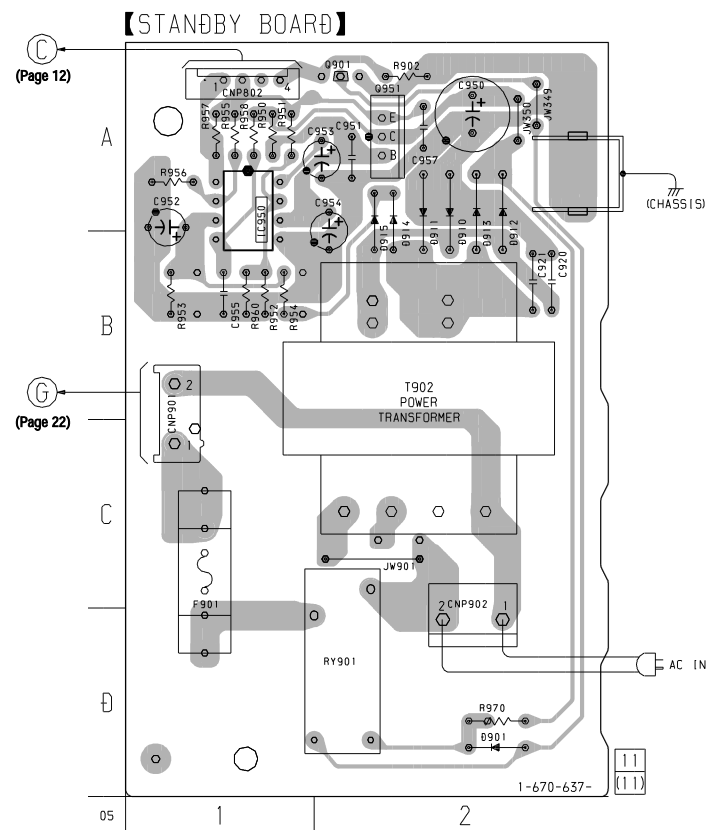 【STANDBY BOARD】
C
(Page 12)
Q901
R902
1 4
CNP802
Q951
C950
R957
R955
R958
R950
R951
C953
C951
E
C
B
C957
JW350
JW349
A
R956
C952
IC950
C954
(CHASSIS)
D915
D914
D911
D910
D913
D912
C921
C920
B
R953
C955
R960
R952
R954
G
(Page 22)
2
CNP901
1
T902
POWER
TRANSFORMER
C
JW901
F901
2 CNP902 1
RY901
AC IN
D
R970
D901
1-670-637-
11
(11)
05
1
2